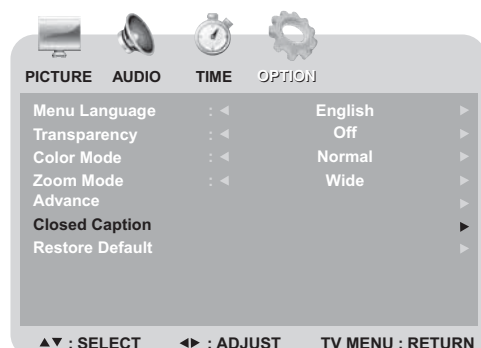 PICTURE AUDIO TIME OPTION
Menu Language : ◀ English ▶
Transparency : ◀ Off ▶
Color Mode : ◀ Normal ▶
Zoom Mode : ◀ Wide ▶
Advance ▶
Closed Caption ▶
Restore Default ▶
▲▼ : SELECT ◀▶ : ADJUST TV MENU : RETURN